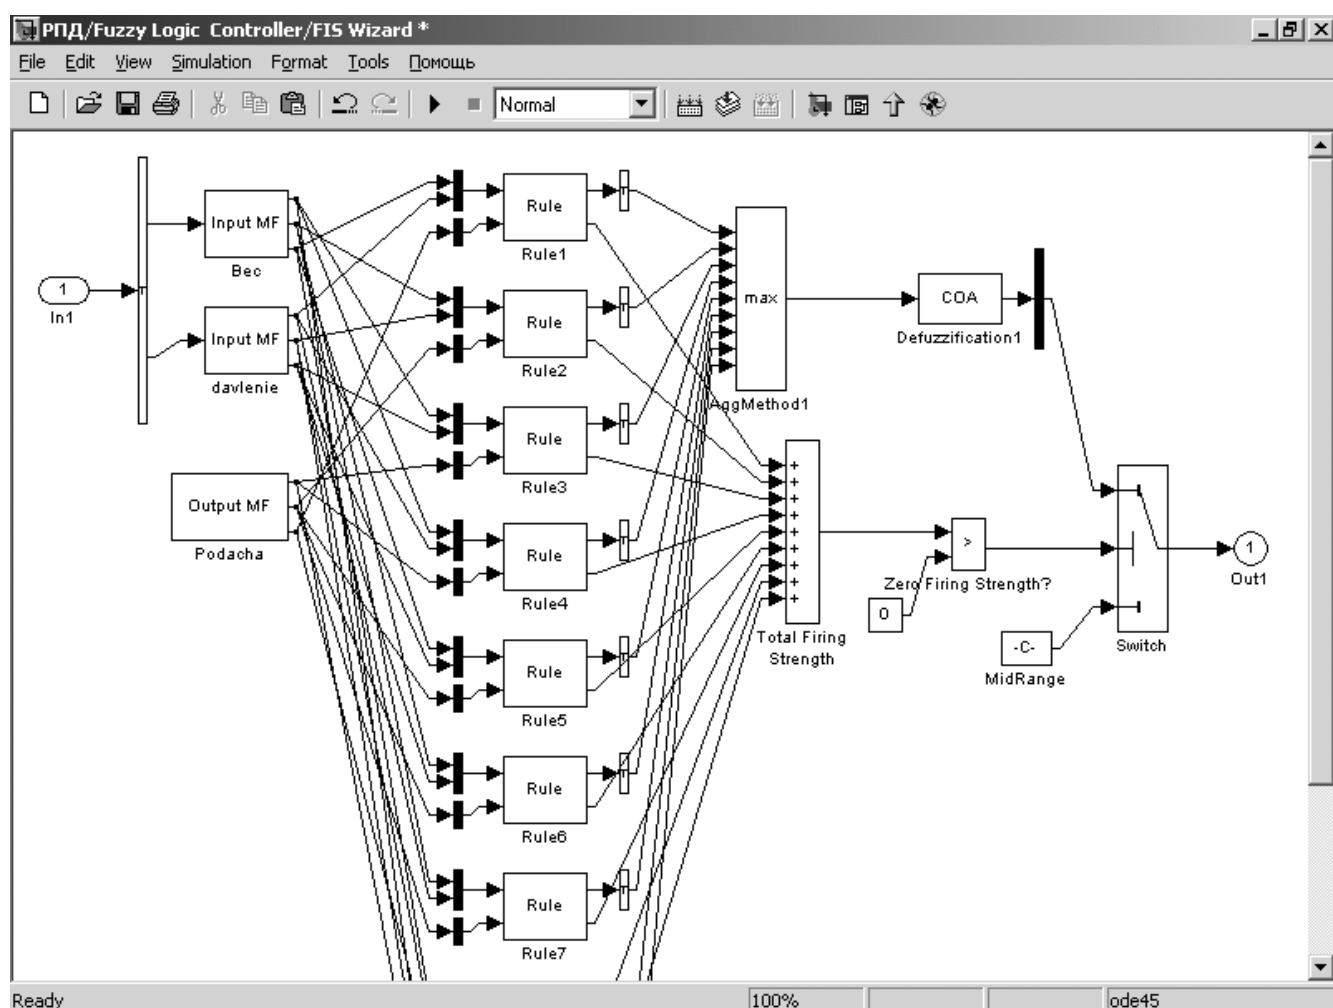 РПД/Fuzzy Logic Controller/FIS Wizard *
File Edit View Simulation Format Tools Помощь
Normal
1
In1
Input MF
Вес
Input MF
davlenie
Output MF
Podacha
Rule
Rule1
Rule
Rule2
Rule
Rule3
Rule
Rule4
Rule
Rule5
Rule
Rule6
Rule
Rule7
max
AggMethod1
COA
Defuzzification1
+
+
+
+
+
+
+
+
+
Total Firing
Strength
>
Zero Firing Strength?
0
-C-
MidRange
Switch
1
Out1
Ready 100% ode45